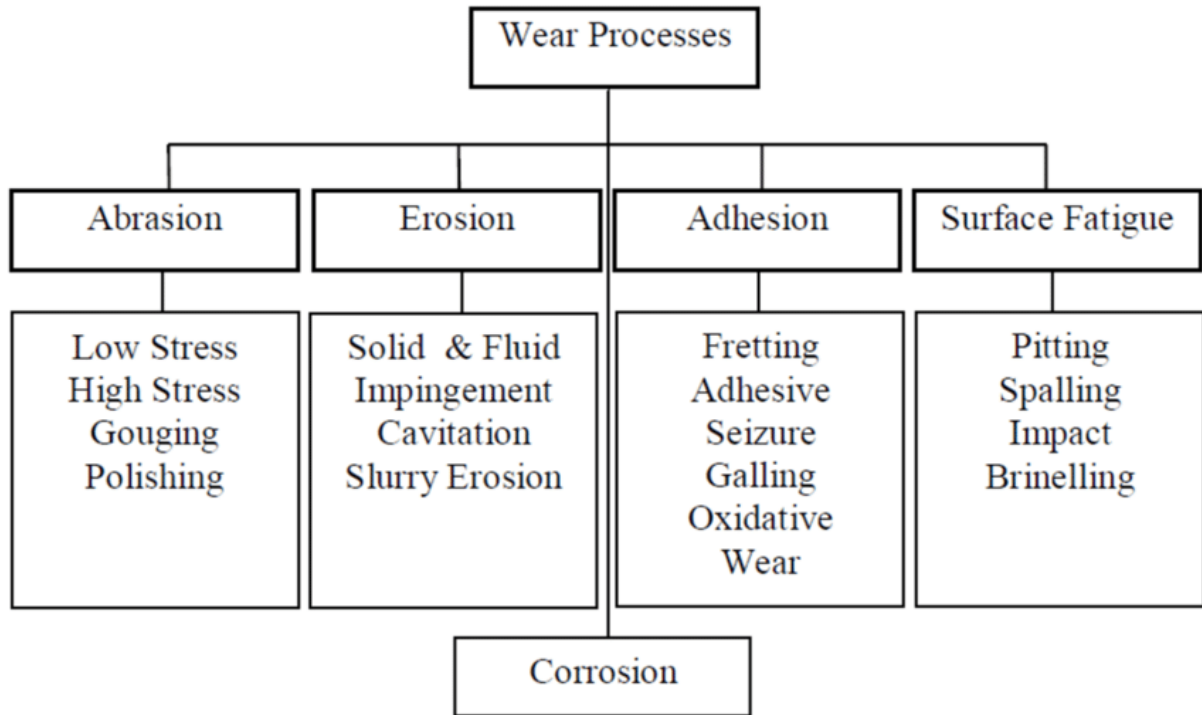 Wear Processes
Abrasion
Erosion
Adhesion
Surface Fatigue
Low Stress
High Stress
Gouging
Polishing
Solid & Fluid
Impingement
Cavitation
Slurry Erosion
Fretting
Adhesive
Seizure
Galling
Oxidative
Wear
Pitting
Spalling
Impact
Brinelling
Corrosion